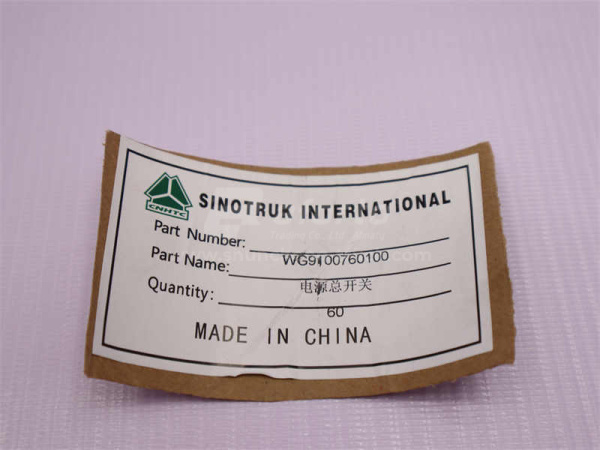 CNHTC
SINOTRUK INTERNATIONAL
Part Number:
Part Name: WG9100760100
Quantity: 电源总开关
60
MADE IN CHINA